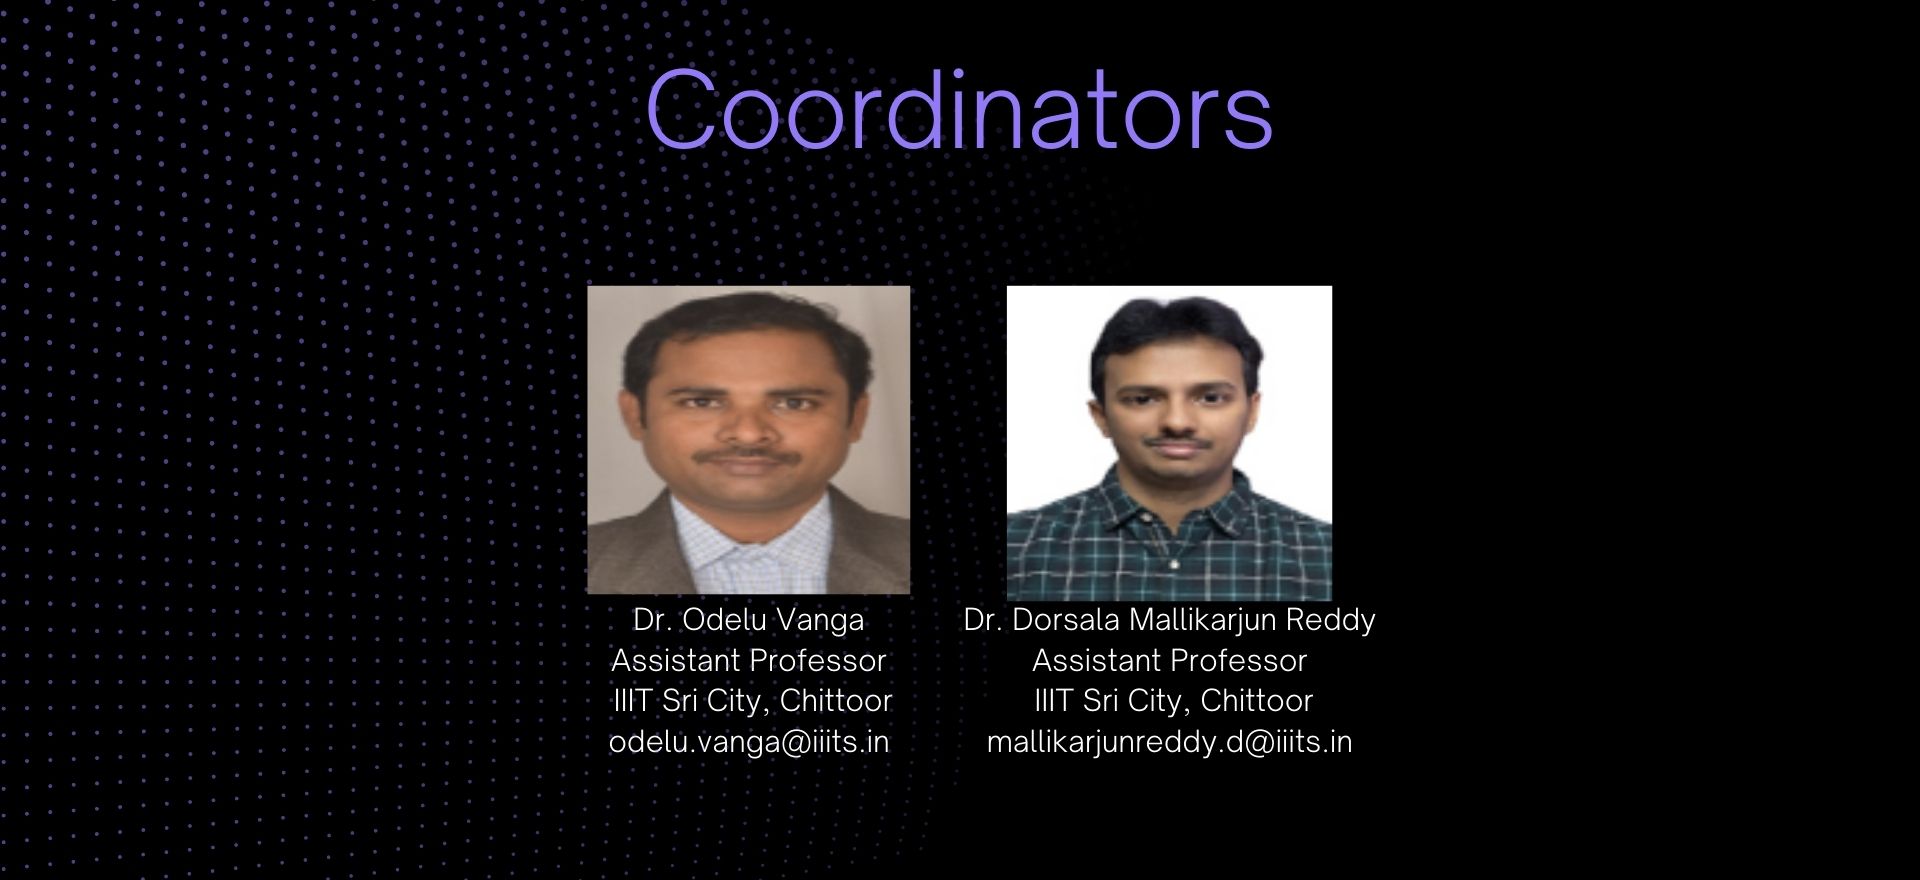 Coordinators
Dr. Odelu Vanga
Assistant Professor
IIIT Sri City, Chittoor
odelu.vanga@iiits.in
Dr. Dorsala Mallikarjun Reddy
Assistant Professor
IIIT Sri City, Chittoor
mallikarjunreddy.d@iiits.in